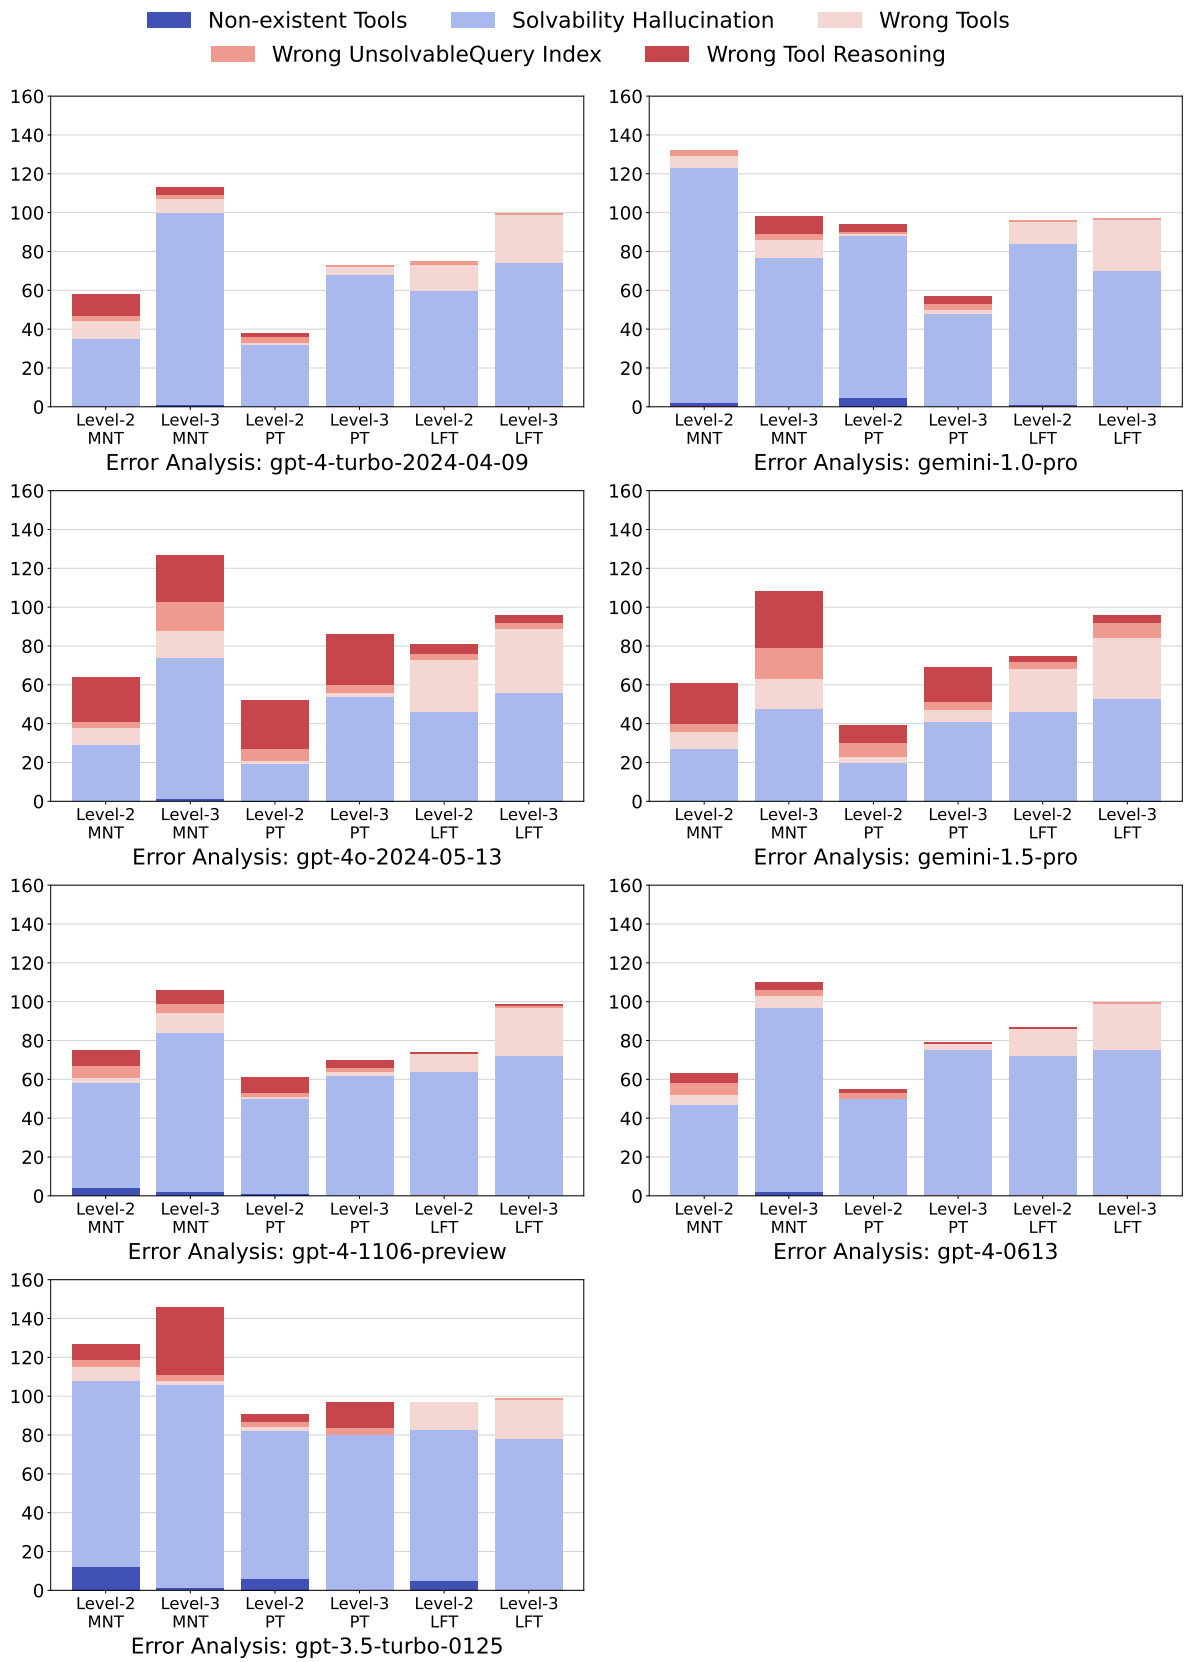 Non-existent Tools Solvability Hallucination Wrong Tools
Wrong UnsolvableQuery Index Wrong Tool Reasoning
160
140
120
100
80
60
40
20
0
Level-2 MNT
Level-3 MNT
Level-2 PT
Level-3 PT
Level-2 LFT
Level-3 LFT
Error Analysis: gpt-4-turbo-2024-04-09
160
140
120
100
80
60
40
20
0
Level-2 MNT
Level-3 MNT
Level-2 PT
Level-3 PT
Level-2 LFT
Level-3 LFT
Error Analysis: gemini-1.0-pro
160
140
120
100
80
60
40
20
0
Level-2 MNT
Level-3 MNT
Level-2 PT
Level-3 PT
Level-2 LFT
Level-3 LFT
Error Analysis: gpt-4o-2024-05-13
160
140
120
100
80
60
40
20
0
Level-2 MNT
Level-3 MNT
Level-2 PT
Level-3 PT
Level-2 LFT
Level-3 LFT
Error Analysis: gemini-1.5-pro
160
140
120
100
80
60
40
20
0
Level-2 MNT
Level-3 MNT
Level-2 PT
Level-3 PT
Level-2 LFT
Level-3 LFT
Error Analysis: gpt-4-1106-preview
160
140
120
100
80
60
40
20
0
Level-2 MNT
Level-3 MNT
Level-2 PT
Level-3 PT
Level-2 LFT
Level-3 LFT
Error Analysis: gpt-4-0613
160
140
120
100
80
60
40
20
0
Level-2 MNT
Level-3 MNT
Level-2 PT
Level-3 PT
Level-2 LFT
Level-3 LFT
Error Analysis: gpt-3.5-turbo-0125